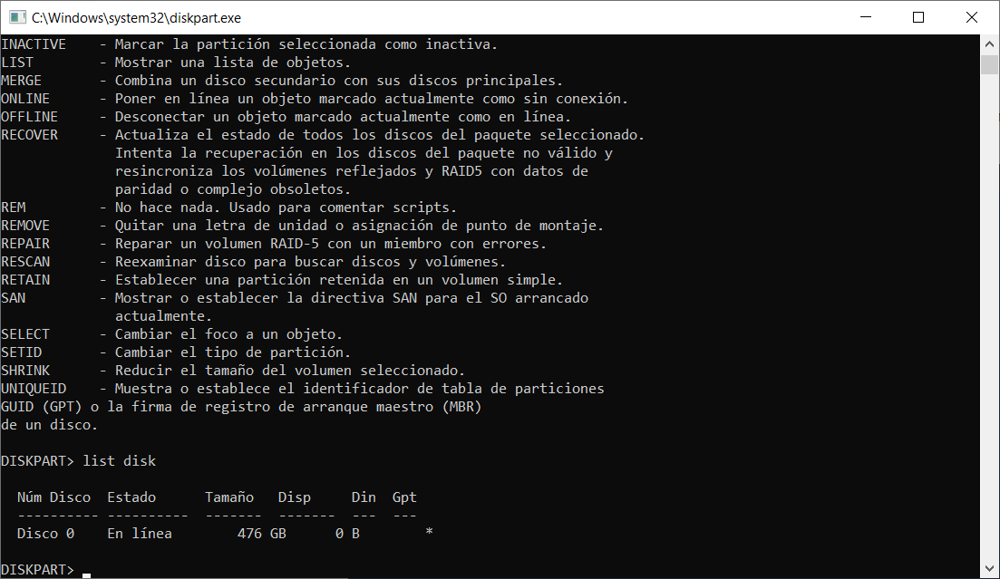 C:\Windows\system32\diskpart.exe
INACTIVE    - Marcar la partición seleccionada como inactiva.
LIST        - Mostrar una lista de objetos.
MERGE       - Combina un disco secundario con sus discos principales.
ONLINE      - Poner en línea un objeto marcado actualmente como sin conexión.
OFFLINE     - Desconectar un objeto marcado actualmente como en línea.
RECOVER     - Actualiza el estado de todos los discos del paquete seleccionado.
              Intenta la recuperación en los discos del paquete no válido y
              resincroniza los volúmenes reflejados y RAID5 con datos de
              paridad o complejo obsoletos.
REM         - No hace nada. Usado para comentar scripts.
REMOVE      - Quitar una letra de unidad o asignación de punto de montaje.
REPAIR      - Reparar un volumen RAID-5 con un miembro con errores.
RESCAN      - Reexaminar disco para buscar discos y volúmenes.
RETAIN      - Establecer una partición retenida en un volumen simple.
SAN         - Mostrar o establecer la directiva SAN para el SO arrancado
              actualmente.
SELECT      - Cambiar el foco a un objeto.
SETID       - Cambiar el tipo de partición.
SHRINK      - Reducir el tamaño del volumen seleccionado.
UNIQUEID    - Muestra o establece el identificador de tabla de particiones
GUID (GPT) o la firma de registro de arranque maestro (MBR)
de un disco.
DISKPART> list disk
  Núm Disco  Estado      Tamaño   Disp     Din  Gpt
  ---------- ----------  -------  -------  ---  ---
  Disco 0    En línea        476 GB      0 B        *
DISKPART>